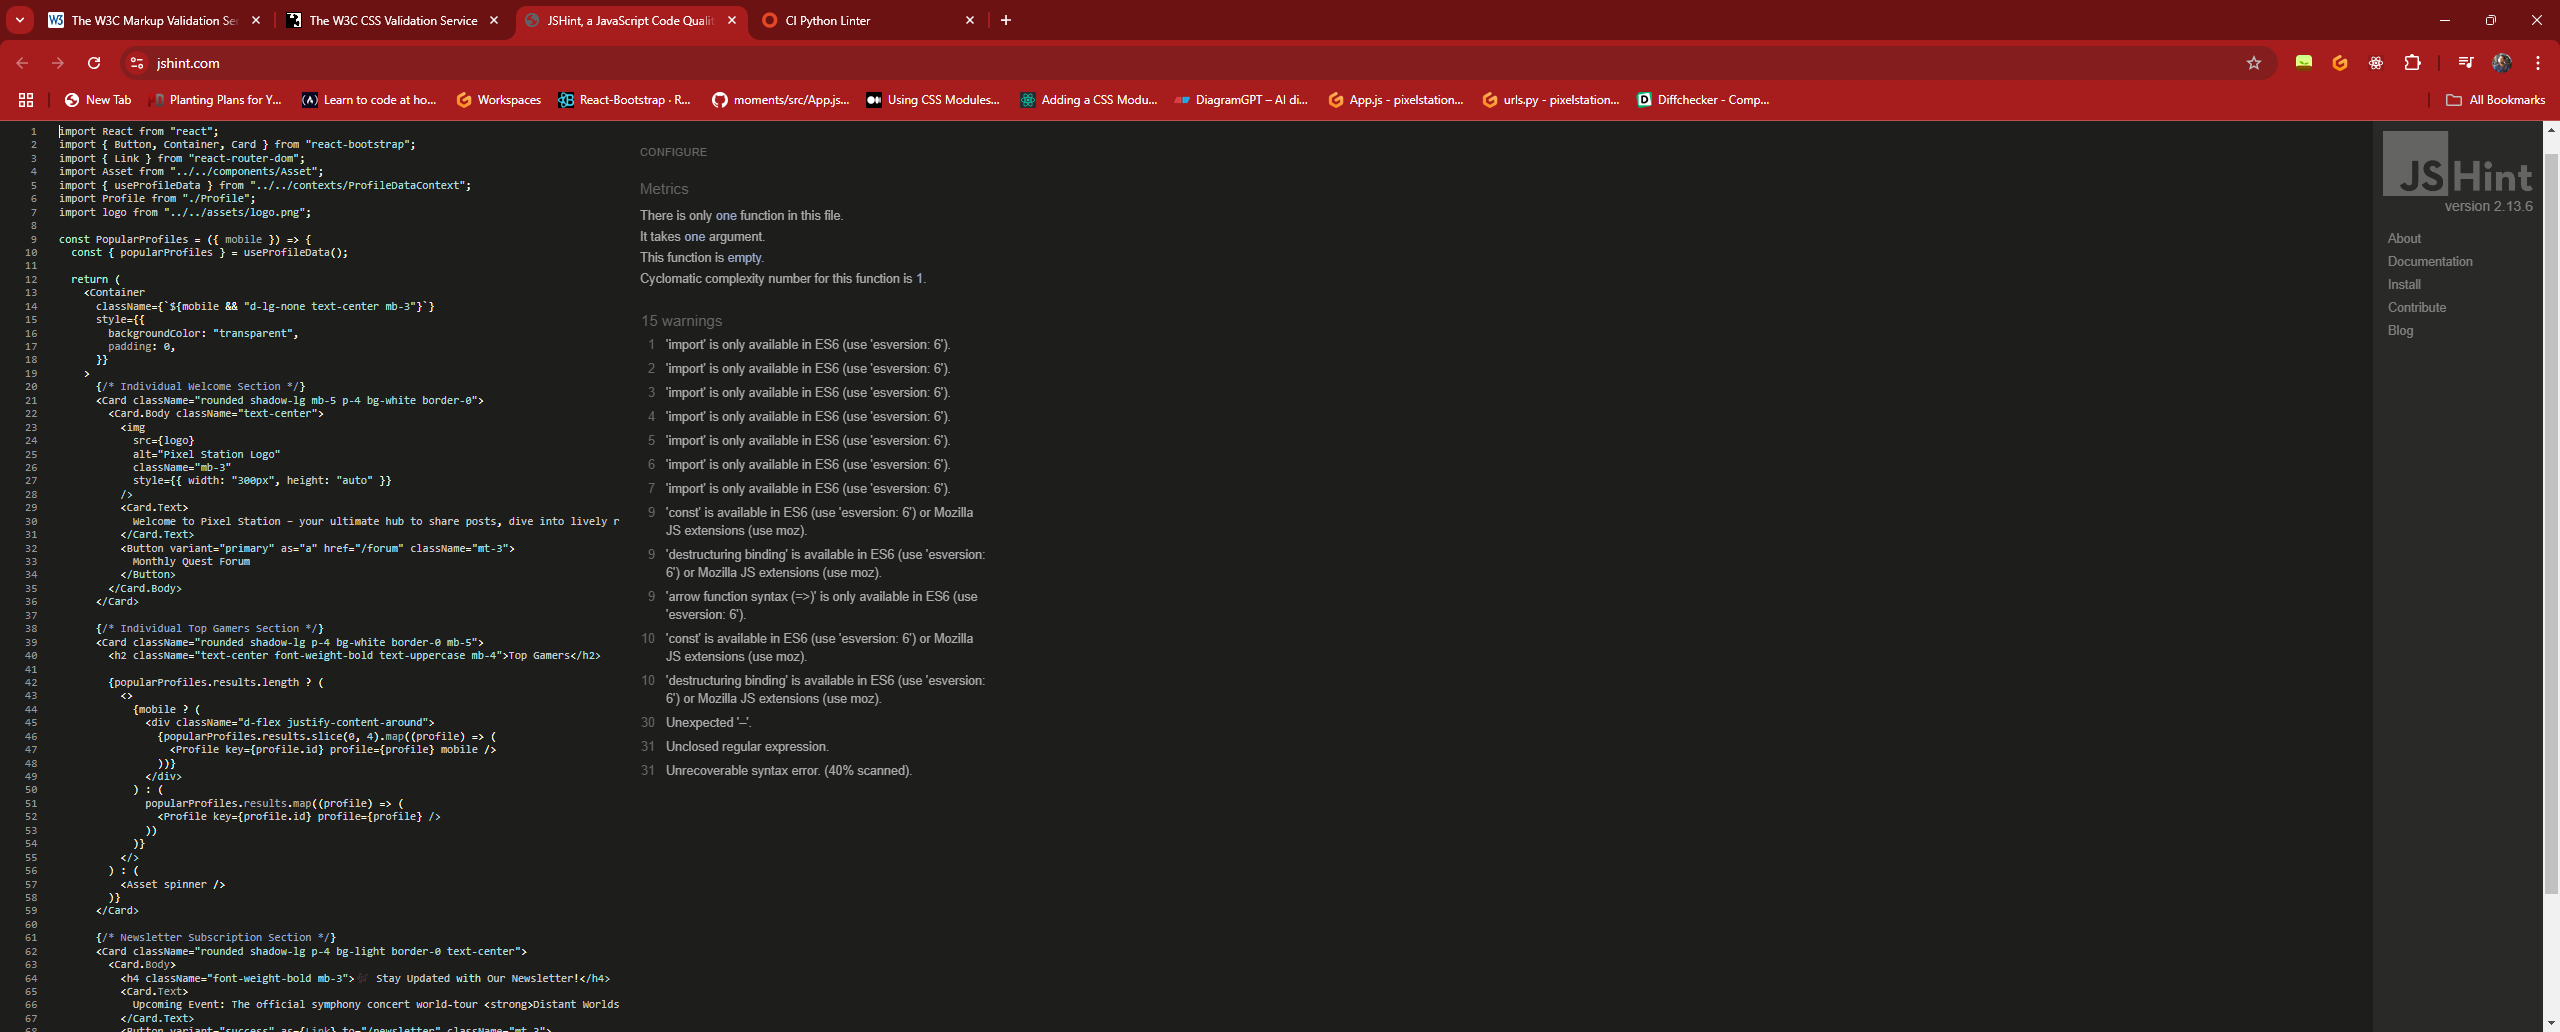 The W3C Markup Validation Se
The W3C CSS Validation Service
JSHint, a JavaScript Code Qualit
CI Python Linter
jshint.com
New Tab
Planting Plans for Y...
Learn to code at ho...
Workspaces
React-Bootstrap · R...
moments/src/App.js...
Using CSS Modules...
Adding a CSS Modu...
DiagramGPT – AI di...
App.js - pixelstation...
urls.py - pixelstation...
Diffchecker - Comp...
All Bookmarks
1 import React from "react";
2 import { Button, Container, Card } from "react-bootstrap";
3 import { Link } from "react-router-dom";
4 import Asset from "../../components/Asset";
5 import { useProfileData } from "../../contexts/ProfileDataContext";
6 import Profile from "./Profile";
7 import logo from "../../assets/logo.png";
8
9 const PopularProfiles = ({ mobile }) => {
10 const { popularProfiles } = useProfileData();
11
12 return (
13 <Container
14 className={`${mobile && "d-lg-none text-center mb-3"}`}
15 style={{
16 backgroundColor: "transparent",
17 padding: 0,
18 }}
19 >
20 {/* Individual Welcome Section */}
21 <Card className="rounded shadow-lg mb-5 p-4 bg-white border-0">
22 <Card.Body className="text-center">
23 <img
24 src={logo}
25 alt="Pixel Station Logo"
26 className="mb-3"
27 style={{ width: "300px", height: "auto" }}
28 />
29 <Card.Text>
30 Welcome to Pixel Station – your ultimate hub to share posts, dive into lively r
31 </Card.Text>
32 <Button variant="primary" as="a" href="/forum" className="mt-3">
33 Monthly Quest Forum
34 </Button>
35 </Card.Body>
36 </Card>
37
38 {/* Individual Top Gamers Section */}
39 <Card className="rounded shadow-lg p-4 bg-white border-0 mb-5">
40 <h2 className="text-center font-weight-bold text-uppercase mb-4">Top Gamers</h2>
41
42 {popularProfiles.results.length ? (
43 <>
44 {mobile ? (
45 <div className="d-flex justify-content-around">
46 {popularProfiles.results.slice(0, 4).map((profile) => (
47 <Profile key={profile.id} profile={profile} mobile />
48 ))}
49 </div>
50 ) : (
51 popularProfiles.results.map((profile) => (
52 <Profile key={profile.id} profile={profile} />
53 ))
54 )}
55 </>
56 ) : (
57 <Asset spinner />
58 )}
59 </Card>
60
61 {/* Newsletter Subscription Section */}
62 <Card className="rounded shadow-lg p-4 bg-light border-0 text-center">
63 <Card.Body>
64 <h4 className="font-weight-bold mb-3"> Stay Updated with Our Newsletter!</h4>
65 <Card.Text>
66 Upcoming Event: The official symphony concert world-tour <strong>Distant Worlds
67 </Card.Text>
68 <Button variant="success" as={Link} to="/newsletter" className="mt-3">
CONFIGURE
Metrics
There is only one function in this file.
It takes one argument.
This function is empty.
Cyclomatic complexity number for this function is 1.
15 warnings
1 'import' is only available in ES6 (use 'esversion: 6').
2 'import' is only available in ES6 (use 'esversion: 6').
3 'import' is only available in ES6 (use 'esversion: 6').
4 'import' is only available in ES6 (use 'esversion: 6').
5 'import' is only available in ES6 (use 'esversion: 6').
6 'import' is only available in ES6 (use 'esversion: 6').
7 'import' is only available in ES6 (use 'esversion: 6').
9 'const' is available in ES6 (use 'esversion: 6') or Mozilla
JS extensions (use moz).
9 'destructuring binding' is available in ES6 (use 'esversion:
6') or Mozilla JS extensions (use moz).
9 'arrow function syntax (=>)' is only available in ES6 (use
'esversion: 6').
10 'const' is available in ES6 (use 'esversion: 6') or Mozilla
JS extensions (use moz).
10 'destructuring binding' is available in ES6 (use 'esversion:
6') or Mozilla JS extensions (use moz).
30 Unexpected '–'.
31 Unclosed regular expression.
31 Unrecoverable syntax error. (40% scanned).
JSHint
version 2.13.6
About
Documentation
Install
Contribute
Blog